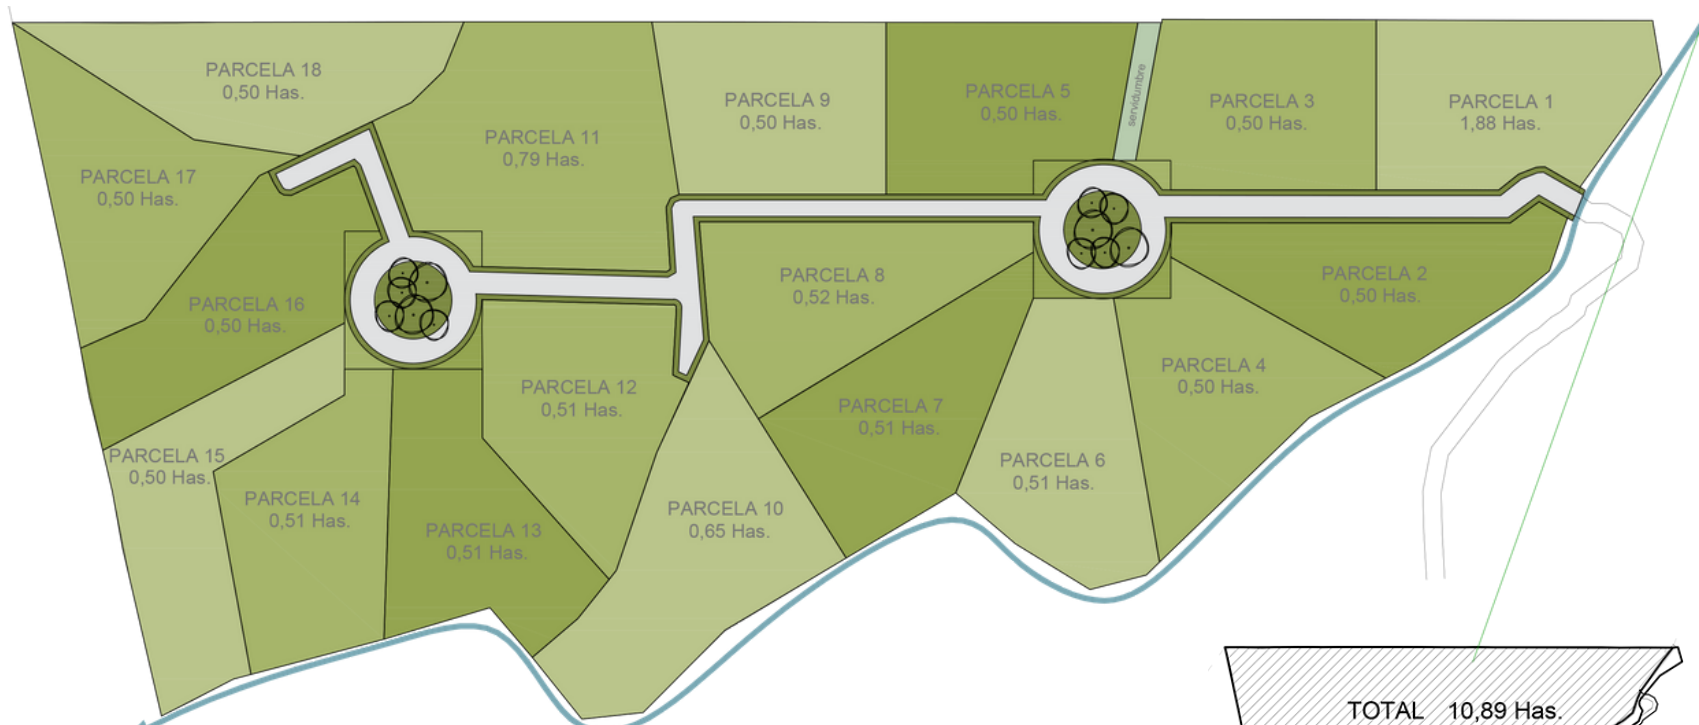 PARCELA 18
0,50 Has.
PARCELA 11
0,79 Has.
PARCELA 9
0,50 Has.
PARCELA 5
0,50 Has.
servidumbre
PARCELA 3
0,50 Has.
PARCELA 1
1,88 Has.
PARCELA 17
0,50 Has.
PARCELA 16
0,50 Has.
PARCELA 8
0,52 Has.
PARCELA 2
0,50 Has.
PARCELA 12
0,51 Has.
PARCELA 7
0,51 Has.
PARCELA 4
0,50 Has.
PARCELA 15
0,50 Has.
PARCELA 14
0,51 Has.
PARCELA 13
0,51 Has.
PARCELA 10
0,65 Has.
PARCELA 6
0,51 Has.
TOTAL 10,89 Has.